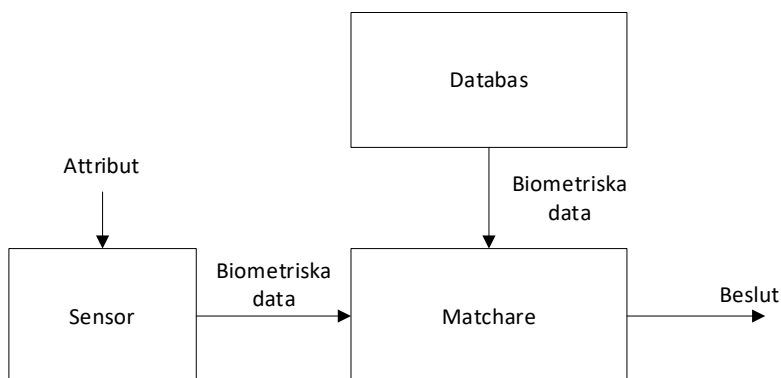 Databas
Attribut
Biometriska
data
Biometriska
data
Sensor
Matchare
Beslut